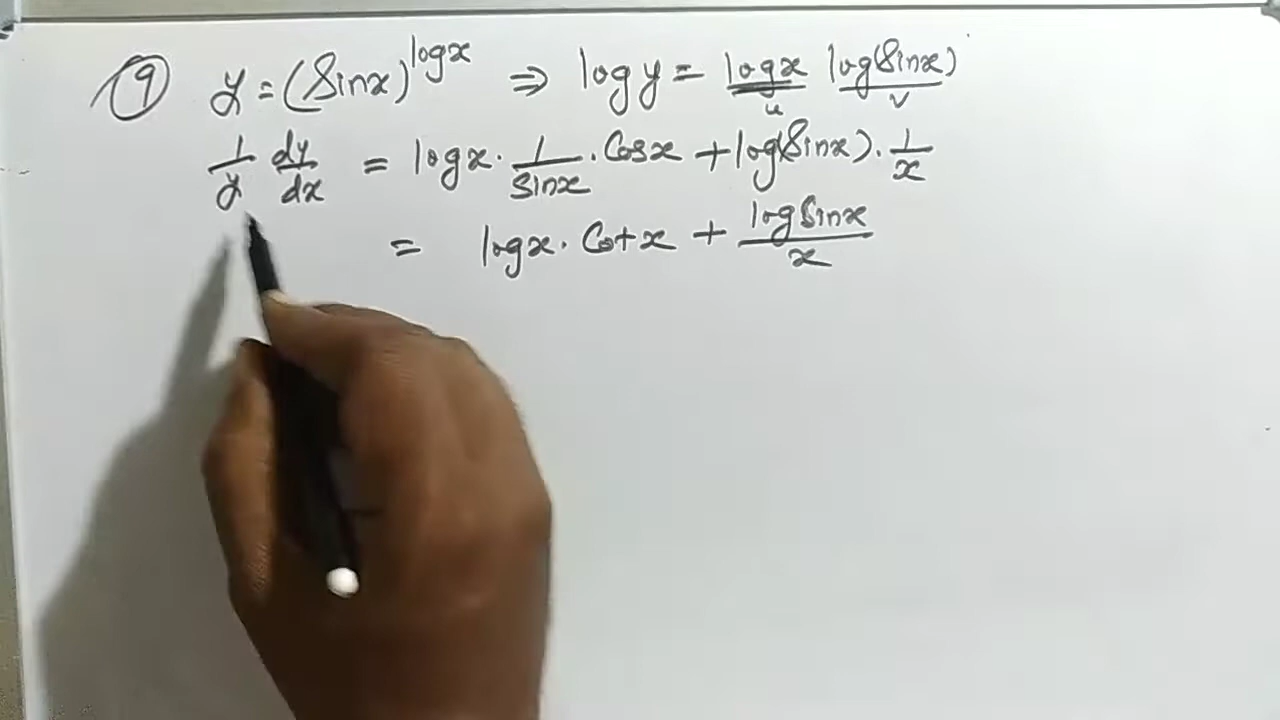 9 y = (Sinx)^logx ⇒ log y = logx log(Sinx)
u v
1/y dy/dx = logx · 1/sinx · Cosx + log(Sinx) · 1/x
= logx · Cotx + logSinx/x